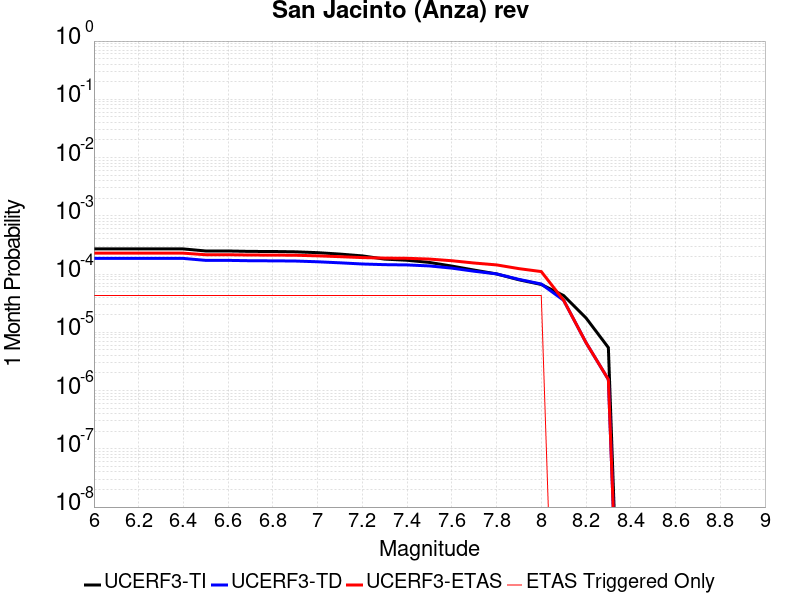 San Jacinto (Anza) rev
10^0
10^-1
10^-2
10^-3
10^-4
10^-5
10^-6
10^-7
10^-8
1 Month Probability
6 6.2 6.4 6.6 6.8 7 7.2 7.4 7.6 7.8 8 8.2 8.4 8.6 8.8 9
Magnitude
UCERF3-TI UCERF3-TD UCERF3-ETAS ETAS Triggered Only